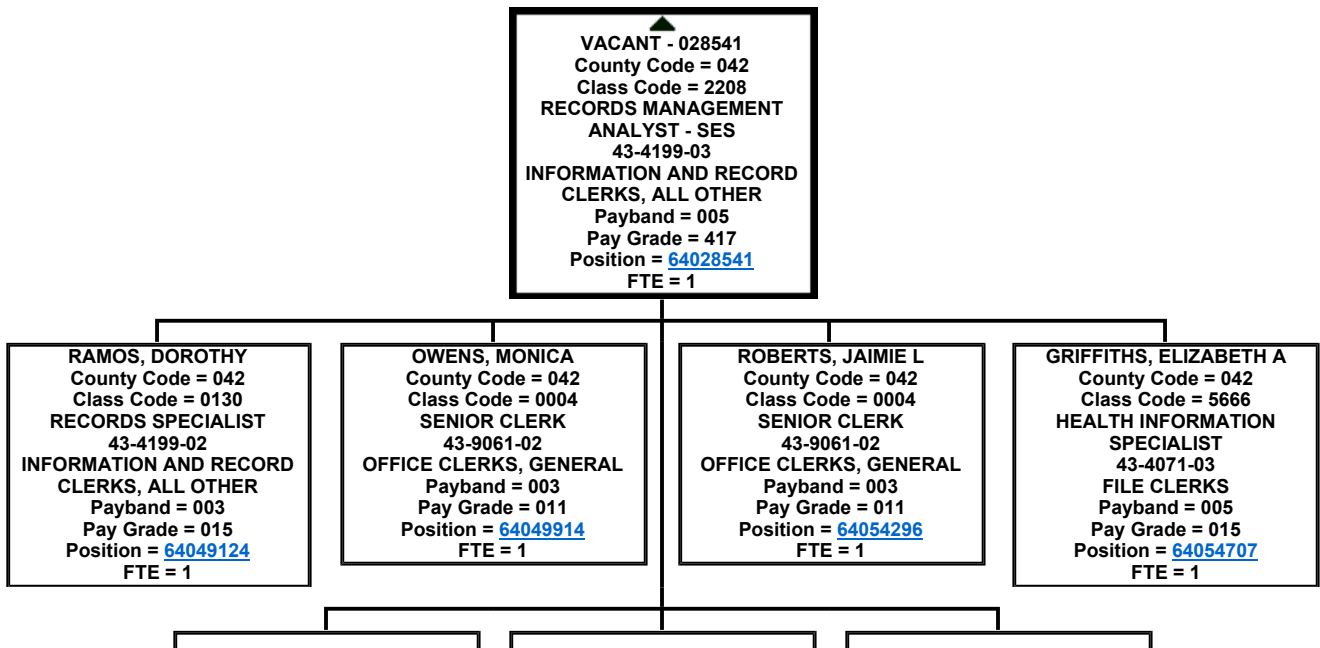 VACANT - 028541
County Code = 042
Class Code = 2208
RECORDS MANAGEMENT
ANALYST - SES
43-4199-03
INFORMATION AND RECORD
CLERKS, ALL OTHER
Payband = 005
Pay Grade = 417
Position = 64028541
FTE = 1
RAMOS, DOROTHY
County Code = 042
Class Code = 0130
RECORDS SPECIALIST
43-4199-02
INFORMATION AND RECORD
CLERKS, ALL OTHER
Payband = 003
Pay Grade = 015
Position = 64049124
FTE = 1
OWENS, MONICA
County Code = 042
Class Code = 0004
SENIOR CLERK
43-9061-02
OFFICE CLERKS, GENERAL
Payband = 003
Pay Grade = 011
Position = 64049914
FTE = 1
ROBERTS, JAIMIE L
County Code = 042
Class Code = 0004
SENIOR CLERK
43-9061-02
OFFICE CLERKS, GENERAL
Payband = 003
Pay Grade = 011
Position = 64054296
FTE = 1
GRIFFITHS, ELIZABETH A
County Code = 042
Class Code = 5666
HEALTH INFORMATION
SPECIALIST
43-4071-03
FILE CLERKS
Payband = 005
Pay Grade = 015
Position = 64054707
FTE = 1